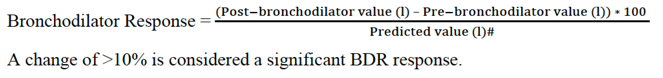 Bronchodilator Response = (Post−bronchodilator value (l) – Pre−bronchodilator value (l)) * 100
Predicted value (l)#
A change of >10% is considered a significant BDR response.